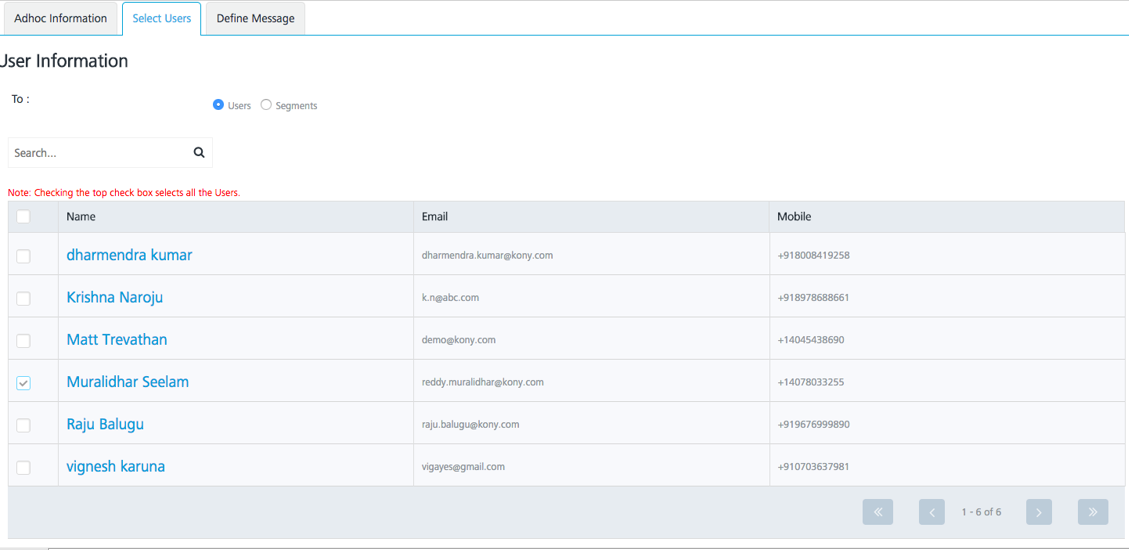 Adhoc Information Select Users Define Message
User Information
To : Users Segments
Search...
Note: Checking the top check box selects all the Users.
Name Email Mobile
dharmendra kumar dharmendra.kumar@kony.com +918008419258
Krishna Naroju k.n@abc.com +918978688661
Matt Trevathan demo@kony.com +14045438690
Muralidhar Seelam reddy.muralidhar@kony.com +14078033255
Raju Balugu raju.balugu@kony.com +919676999890
vignesh karuna vigayes@gmail.com +910703637981
« ‹ 1 - 6 of 6 › »